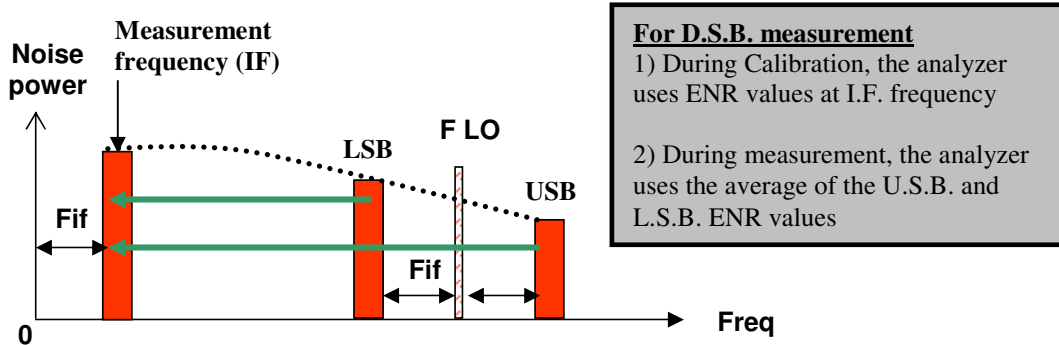 Noise
power
Measurement
frequency (IF)
F LO
LSB
USB
Fif
Fif
0
Freq
For D.S.B. measurement
1) During Calibration, the analyzer
uses ENR values at I.F. frequency
2) During measurement, the analyzer
uses the average of the U.S.B. and
L.S.B. ENR values